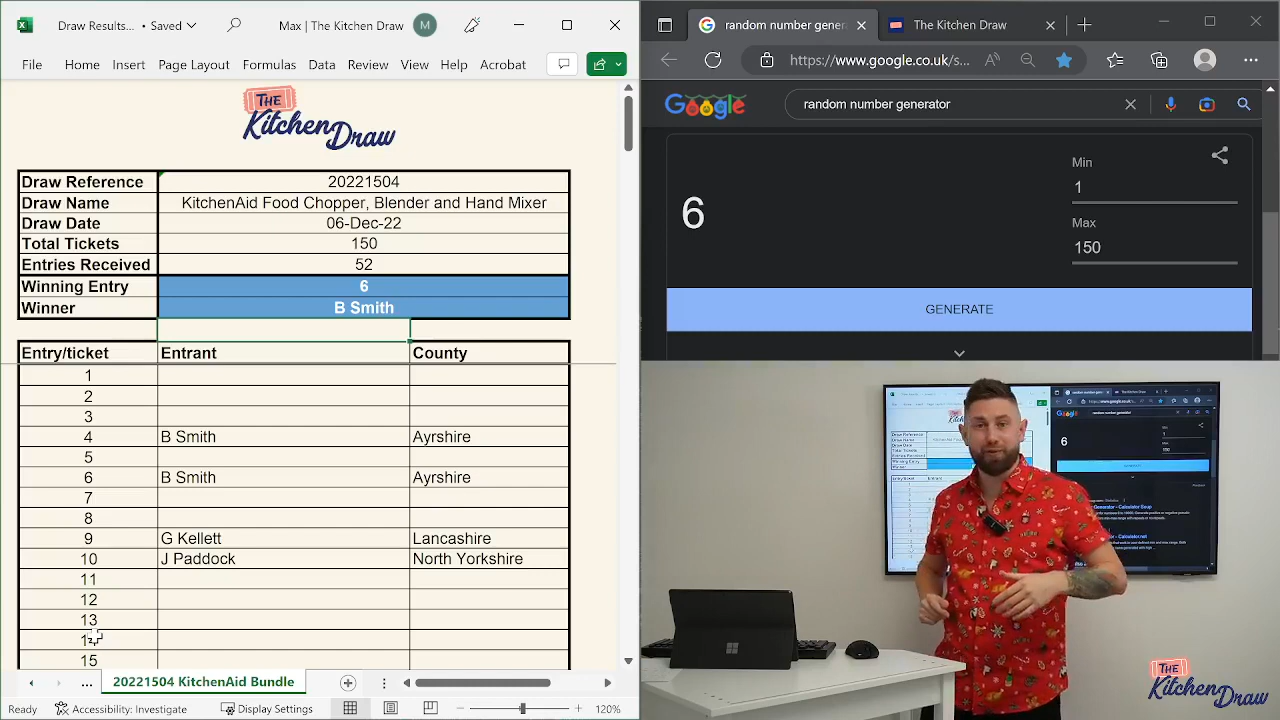 Draw Results... • Saved
Max | The Kitchen Draw
M
File Home Insert Page Layout Formulas Data Review View Help Acrobat
THE
Kitchen Draw
Draw Reference 20221504
Draw Name KitchenAid Food Chopper, Blender and Hand Mixer
Draw Date 06-Dec-22
Total Tickets 150
Entries Received 52
Winning Entry 6
Winner B Smith
Entry/ticket Entrant County
1
2
3
4 B Smith Ayrshire
5
6 B Smith Ayrshire
7
8
9 G Kellett Lancashire
10 J Paddock North Yorkshire
11
12
13
15
... 20221504 KitchenAid Bundle
Ready Accessibility: Investigate Display Settings 120%
random number gener
The Kitchen Draw
https://www.google.co.uk/s...
Google
random number generator
6
Min
1
Max
150
GENERATE
6
THE
Kitchen Draw